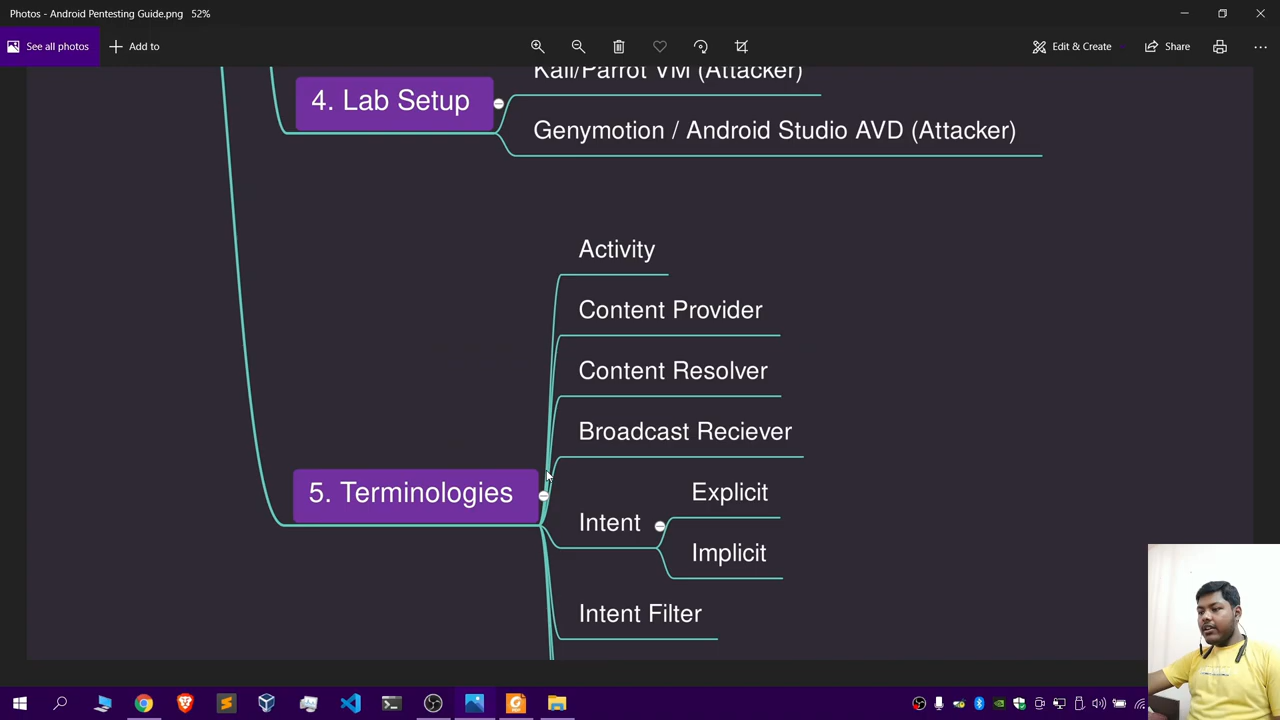 Photos - Android Pentesting Guide.png 52%
See all photos
Add to
Edit & Create
Share
Kali/Parrot VM (Attacker)
4. Lab Setup
Genymotion / Android Studio AVD (Attacker)
Activity
Content Provider
Content Resolver
Broadcast Reciever
5. Terminologies
Explicit
Intent
Implicit
Intent Filter